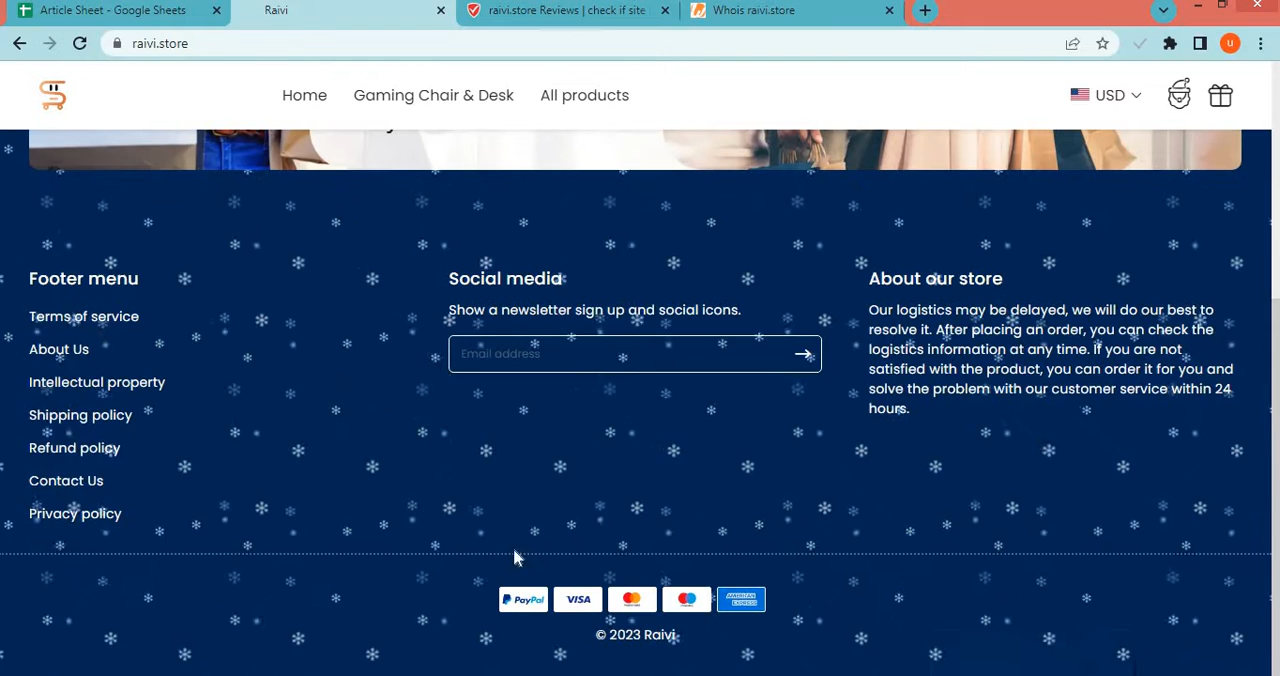 Article Sheet - Google Sheets
Raivi
raivi.store Reviews | check if site
Whois raivi.store
raivi.store
U
Home
Gaming Chair & Desk
All products
USD
Footer menu
Terms of service
About Us
Intellectual property
Shipping policy
Refund policy
Contact Us
Privacy policy
Social media
Show a newsletter sign up and social icons.
Email address
About our store
Our logistics may be delayed, we will do our best to
resolve it. After placing an order, you can check the
logistics information at any time. If you are not
satisfied with the product, you can order it for you and
solve the problem with our customer service within 24
hours.
PayPal
VISA
AMERICAN EXPRESS
© 2023 Raivi